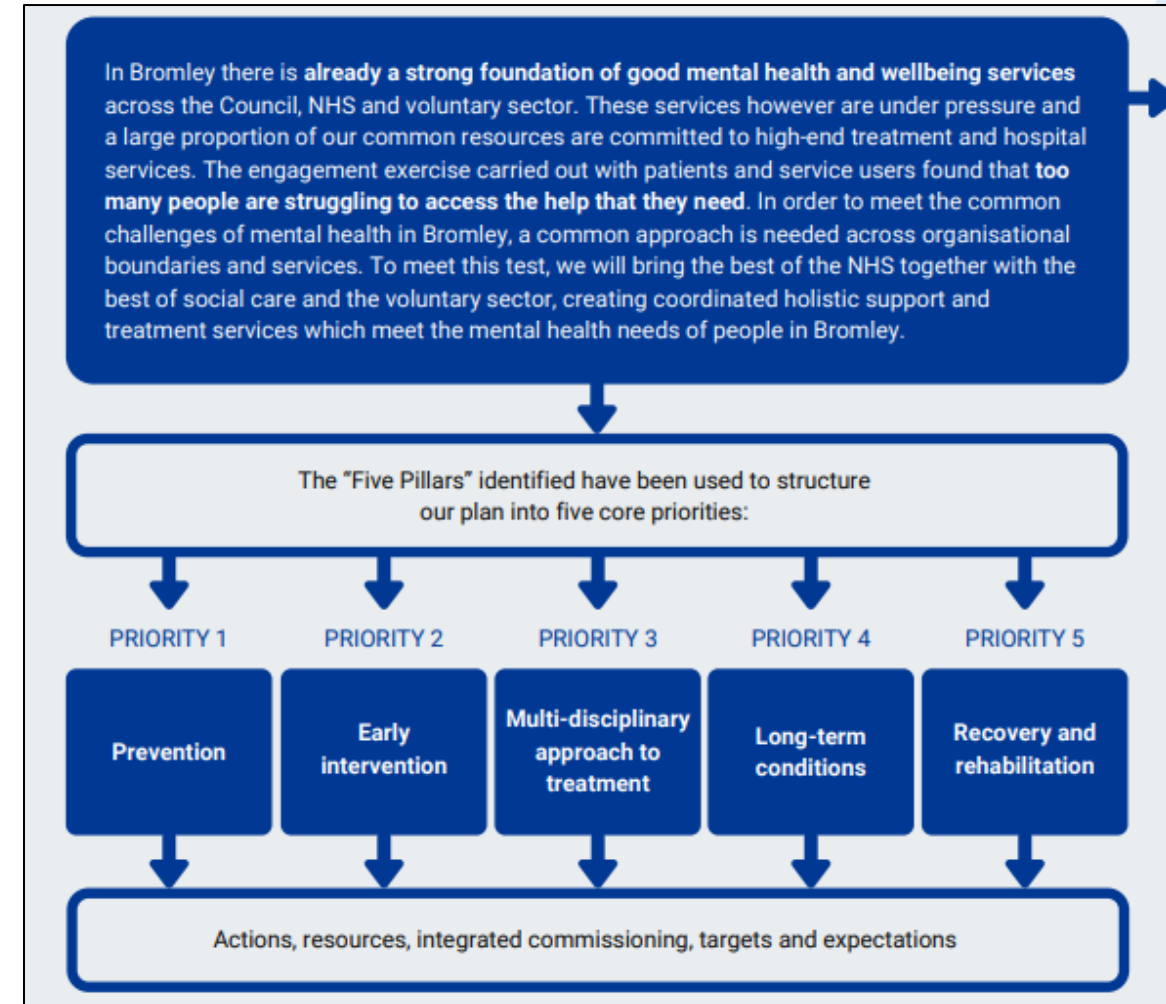 In Bromley there is already a strong foundation of good mental health and wellbeing services
across the Council, NHS and voluntary sector. These services however are under pressure and
a large proportion of our common resources are committed to high-end treatment and hospital
services. The engagement exercise carried out with patients and service users found that too
many people are struggling to access the help that they need. In order to meet the common
challenges of mental health in Bromley, a common approach is needed across organisational
boundaries and services. To meet this test, we will bring the best of the NHS together with the
best of social care and the voluntary sector, creating coordinated holistic support and
treatment services which meet the mental health needs of people in Bromley.
The “Five Pillars” identified have been used to structure
our plan into five core priorities:
PRIORITY 1
Prevention
PRIORITY 2
Early
intervention
PRIORITY 3
Multi-disciplinary
approach to
treatment
PRIORITY 4
Long-term
conditions
PRIORITY 5
Recovery and
rehabilitation
Actions, resources, integrated commissioning, targets and expectations